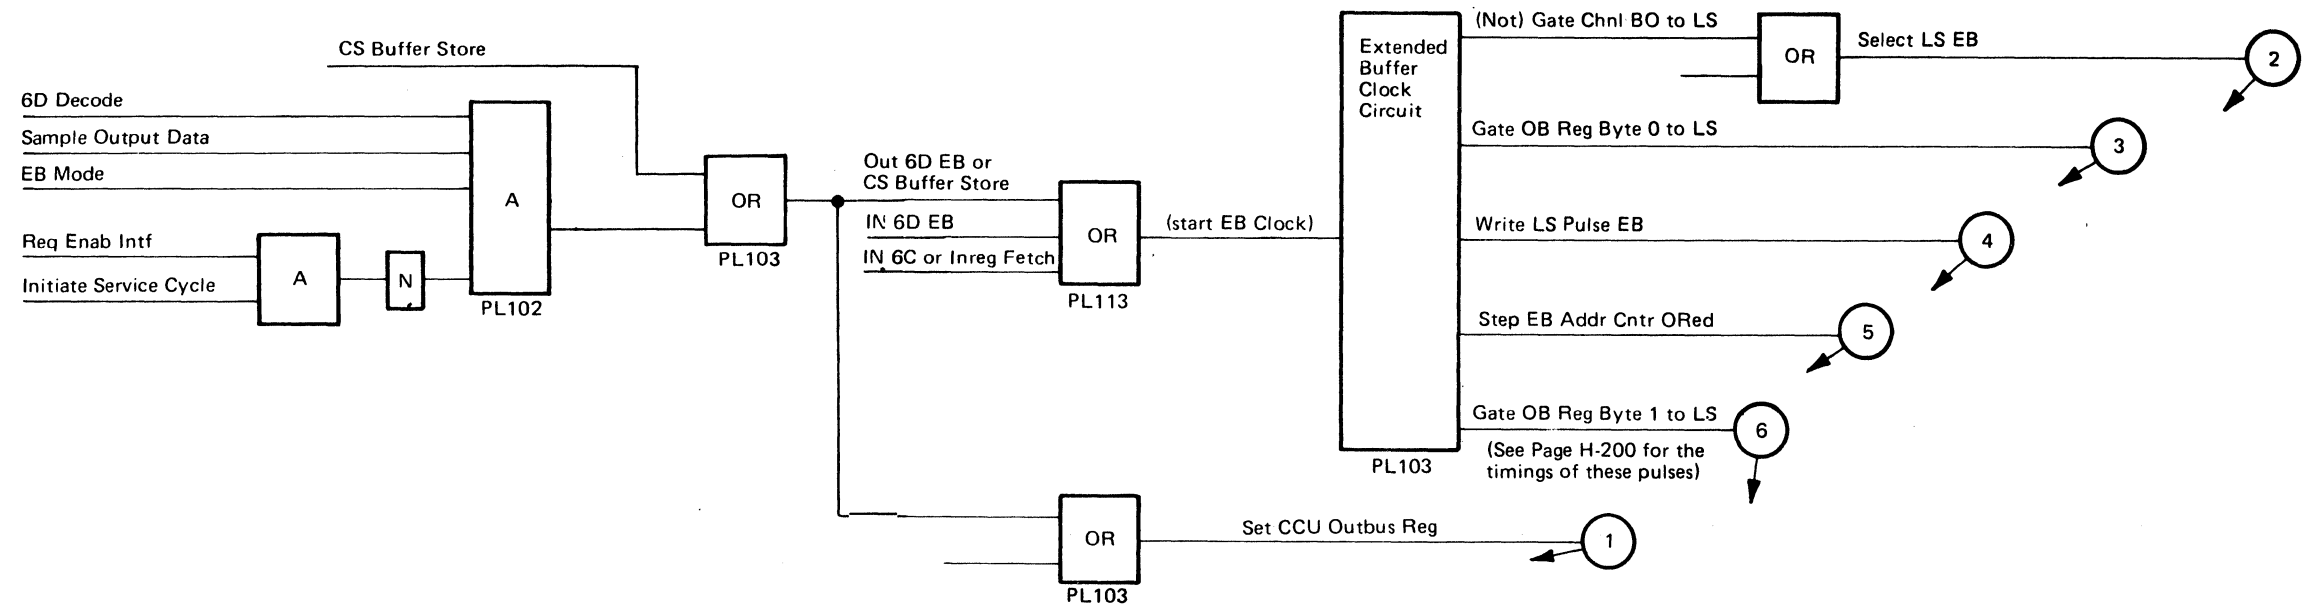 CS Buffer Store
6D Decode
Sample Output Data
EB Mode
A
PL102
Req Enab Intf
Initiate Service Cycle
A
N
OR
PL103
Out 6D EB or
CS Buffer Store
IN 6D EB
IN 6C or Inreg Fetch
OR
PL113
(start EB Clock)
Extended
Buffer
Clock
Circuit
PL103
(Not) Gate Chnl BO to LS
OR
Select LS EB
2
Gate OB Reg Byte 0 to LS
3
Write LS Pulse EB
4
Step EB Addr Cntr ORed
5
Gate OB Reg Byte 1 to LS
6
(See Page H-200 for the
timings of these pulses)
OR
PL103
Set CCU Outbus Reg
1